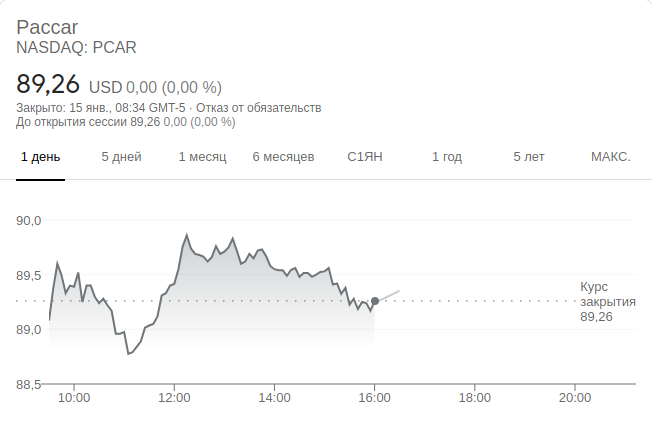 Paccar
NASDAQ: PCAR
89,26 USD 0,00 (0,00 %)
Закрыто: 15 янв., 08:34 GMT-5 · Отказ от обязательств
До открытия сессии 89,26 0,00 (0,00 %)
1 день 5 дней 1 месяц 6 месяцев С1ЯН 1 год 5 лет МАКС.
90,0
89,5
Курс
закрытия
89,26
89,0
88,5
10:00 12:00 14:00 16:00 18:00 20:00